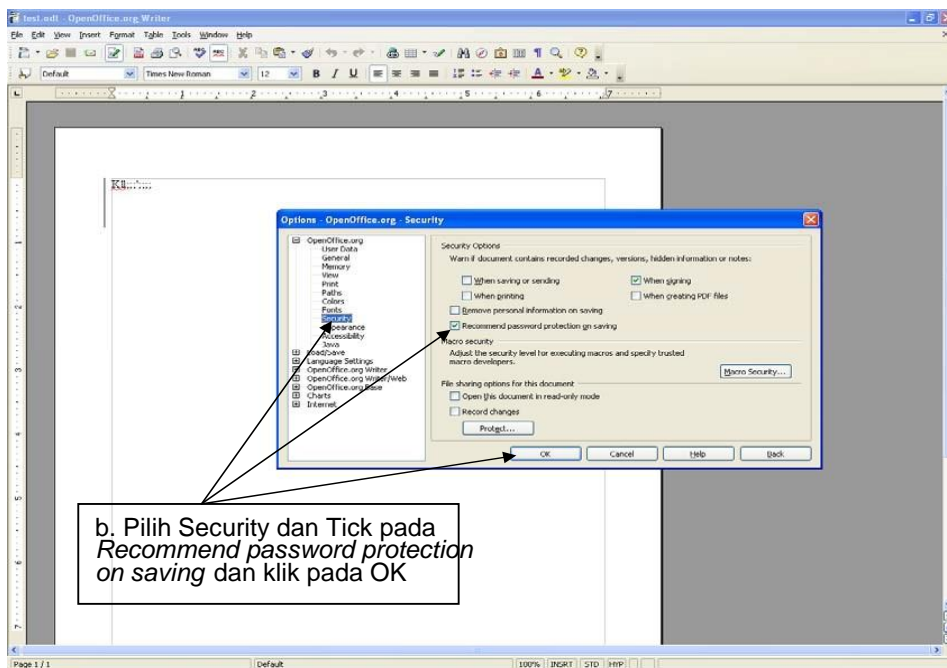 test.odt - OpenOffice.org Writer
File Edit View Insert Format Table Tools Window Help
Default Times New Roman 12 B I U
1 2 3 4 5 6 7
Options - OpenOffice.org - Security
OpenOffice.org
User Data
General
Memory
View
Print
Paths
Colors
Fonts
Security
Appearance
Accessibility
Java
Load/Save
Language Settings
OpenOffice.org Writer
OpenOffice.org Writer/Web
OpenOffice.org Base
Charts
Internet
Security Options
Warn if document contains recorded changes, versions, hidden information or notes:
When saving or sending When signing
When printing When creating PDF files
Remove personal information on saving
Recommend password protection on saving
Macro security
Adjust the security level for executing macros and specify trusted
macro developers.
Macro Security...
File sharing options for this document
Open this document in read-only mode
Record changes
Protect...
OK Cancel Help Back
b. Pilih Security dan Tick pada
Recommend password protection
on saving dan klik pada OK
Page 1 / 1 Default 100% INSRT STD HYP